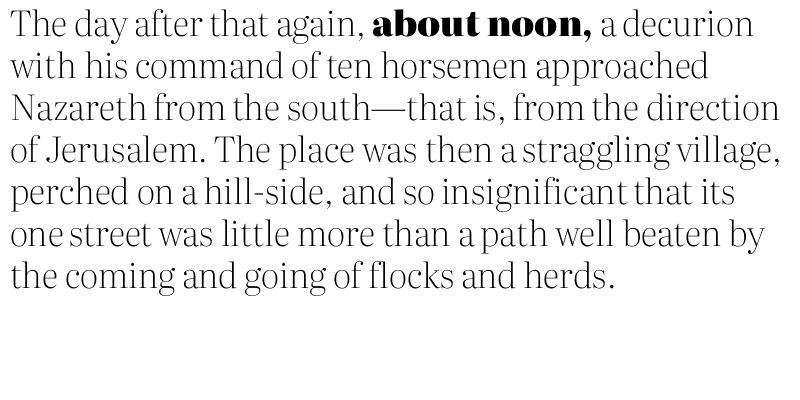 The day after that again, about noon, a decurion
with his command of ten horsemen approached
Nazareth from the south—that is, from the direction
of Jerusalem. The place was then a straggling village,
perched on a hill-side, and so insignificant that its
one street was little more than a path well beaten by
the coming and going of flocks and herds.